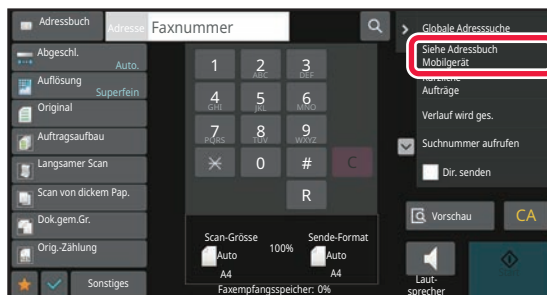 Adressbuch
Adresse
Faxnummer
Globale Adresssuche
Abgeschl.
Auto.
Siehe Adressbuch
Mobilgerät
Auflösung
Superfein
Kürzliche
Aufträge
Original
Verlauf wird ges.
Auftragsaufbau
Suchnummer aufrufen
Langsamer Scan
Dir. senden
Scan von dickem Pap.
Dok.gem.Gr.
Orig.-Zählung
Sonstiges
1
2
ABC
3
DEF
4
GHI
5
JKL
6
MNO
7
PQRS
8
TUV
9
WXYZ
0
#
C
R
Scan-Grösse
Auto
A4
100%
Sende-Format
Auto
A4
Faxempfangsspeicher: 0%
Vorschau
CA
Laut-
sprecher